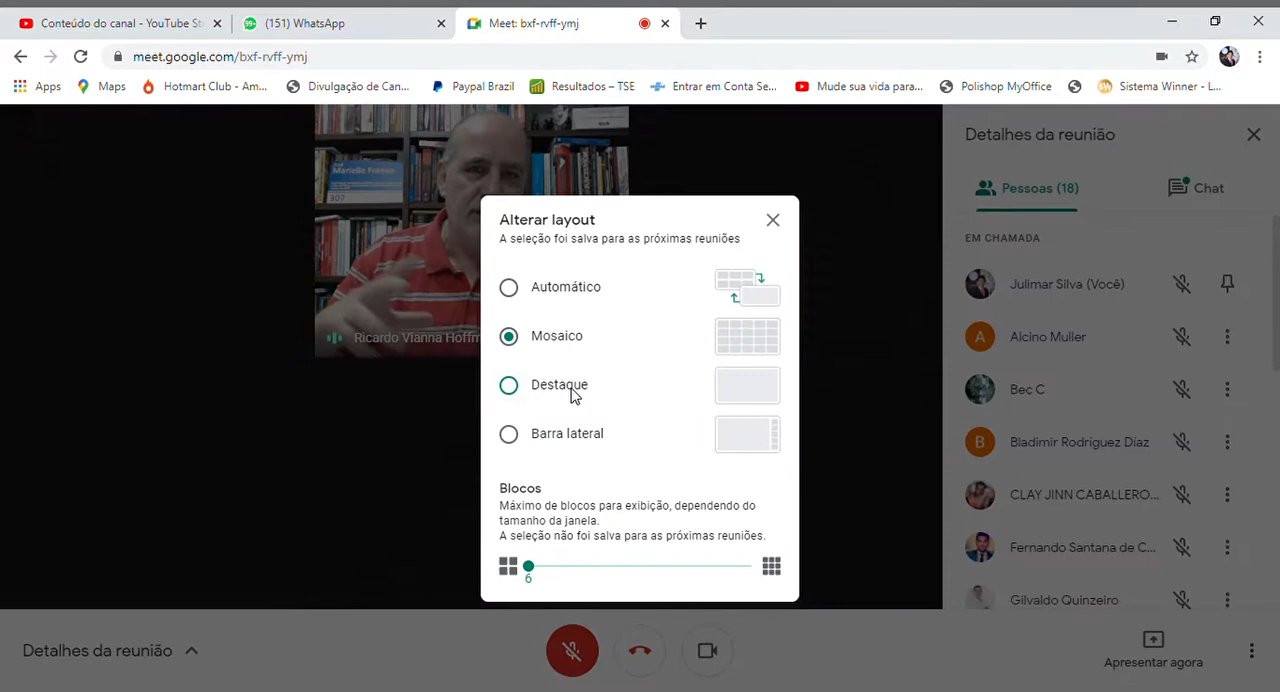 Conteúdo do canal - YouTube St
(151) WhatsApp
Meet: bxf-rvff-ymj
meet.google.com/bxf-rvff-ymj
Apps
Maps
Hotmart Club - Am...
Divulgação de Can...
Paypal Brazil
Resultados – TSE
Entrar em Conta Se...
Mude sua vida para...
Polishop MyOffice
Sistema Winner - L...
Marielle Franco
307
Ricardo Vianna Hoffm
Alterar layout
A seleção foi salva para as próximas reuniões
Automático
Mosaico
Destaque
Barra lateral
Blocos
Máximo de blocos para exibição, dependendo do
tamanho da janela.
A seleção não foi salva para as próximas reuniões.
6
Detalhes da reunião
Pessoas (18)
Chat
EM CHAMADA
Julimar Silva (Você)
A
Alcino Muller
Bec C
B
Bladimir Rodríguez Díaz
CLAY JINN CABALLERO...
Fernando Santana de C...
Gilvaldo Quinzeiro
Detalhes da reunião
Apresentar agora